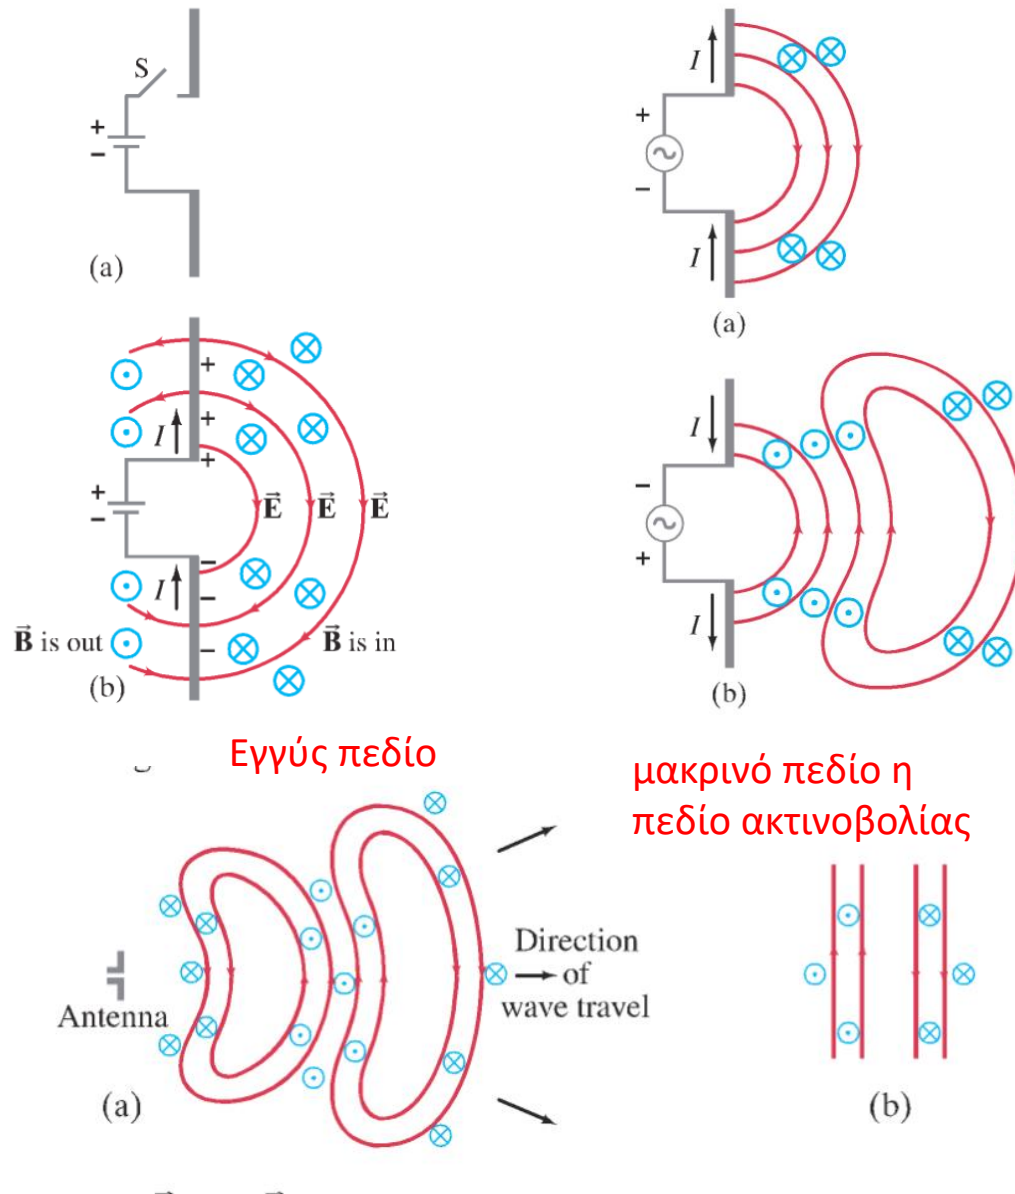 S
+
−
(a)
I
+
−
I
(a)
+
+
I
+
+
−
E⃗ E⃗ E⃗
−
I
−
B⃗ is out
−
B⃗ is in
(b)
I
−
+
I
(b)
Εγγύς πεδίο
μακρινό πεδίο η
πεδίο ακτινοβολίας
Antenna
Direction
of
wave travel
(a)
(b)